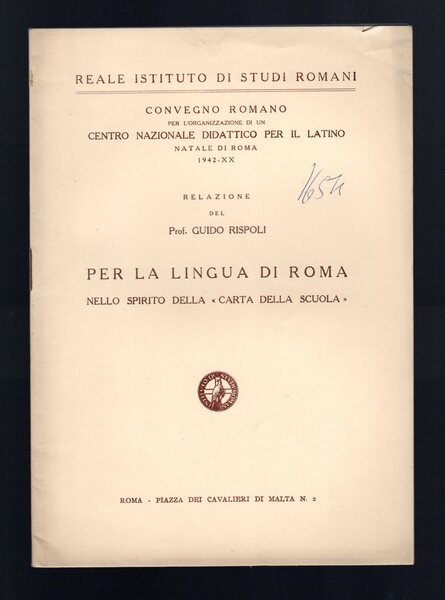 REALE ISTITUTO DI STUDI ROMANI
CONVEGNO ROMANO
PER L'ORGANIZZAZIONE DI UN
CENTRO NAZIONALE DIDATTICO PER IL LATINO
NATALE DI ROMA
1942-XX
RELAZIONE
DEL
Prof. GUIDO RISPOLI
PER LA LINGUA DI ROMA
NELLO SPIRITO DELLA « CARTA DELLA SCUOLA »
ROMA - PIAZZA DEI CAVALIERI DI MALTA N. 2